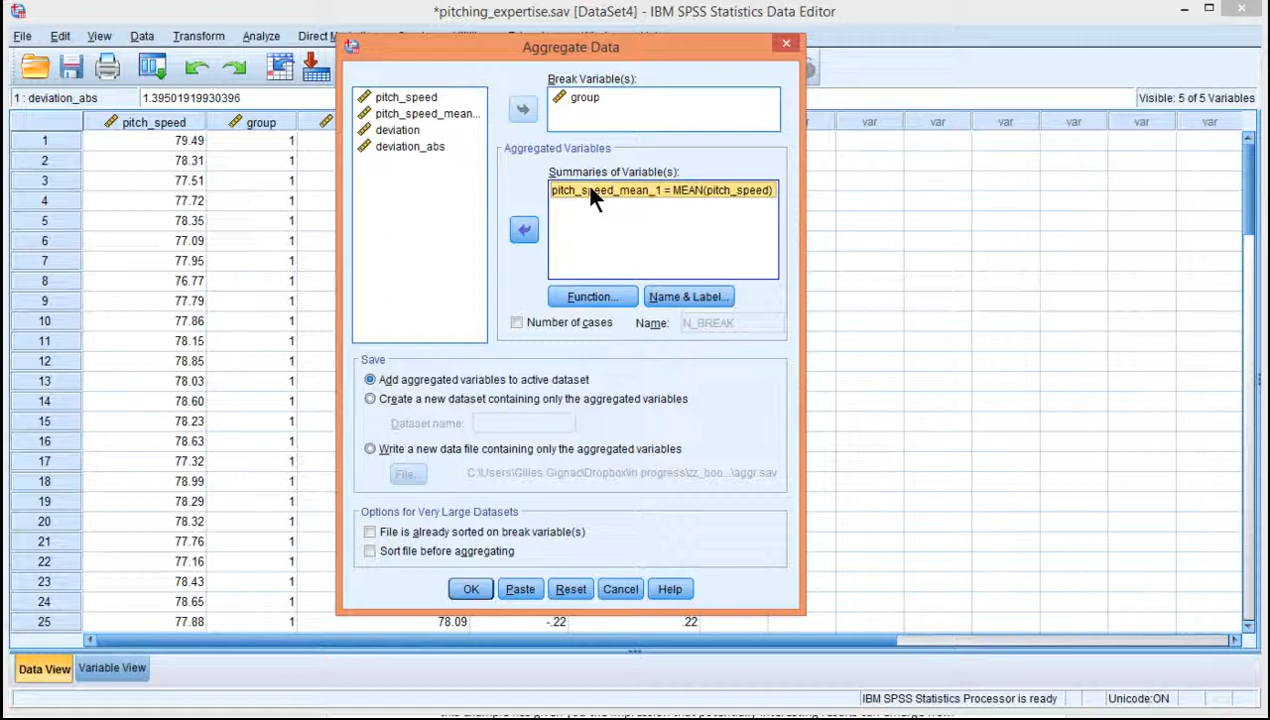 *pitching_expertise.sav [DataSet4] - IBM SPSS Statistics Data Editor
File Edit View Data Transform Analyze Direct
Aggregate Data
1 : deviation_abs 1.39501919930396 Visible: 5 of 5 Variables
pitch_speed group var var var var var
1 79.49 1
2 78.31 1
3 77.51 1
4 77.72 1
5 78.35 1
6 77.09 1
7 77.95 1
8 76.77 1
9 77.79 1
10 77.86 1
11 78.15 1
12 78.85 1
13 78.03 1
14 78.60 1
15 78.23 1
16 78.63 1
17 77.32 1
18 78.99 1
19 78.29 1
20 78.32 1
21 77.76 1
22 77.16 1
23 78.43 1
24 78.65 1
25 77.88 1 78.09 -.22 .22
pitch_speed
pitch_speed_mean...
deviation
deviation_abs
Break Variable(s):
group
Aggregated Variables
Summaries of Variable(s):
pitch_speed_mean_1 = MEAN(pitch_speed)
Function... Name & Label...
Number of cases Name: N_BREAK
Save
Add aggregated variables to active dataset
Create a new dataset containing only the aggregated variables
Dataset name:
Write a new data file containing only the aggregated variables
File... C:\Users\Gilles Gignac\Dropbox\in progress\zz_boo...\aggr.sav
Options for Very Large Datasets
File is already sorted on break variable(s)
Sort file before aggregating
OK Paste Reset Cancel Help
Data View Variable View
IBM SPSS Statistics Processor is ready Unicode:ON